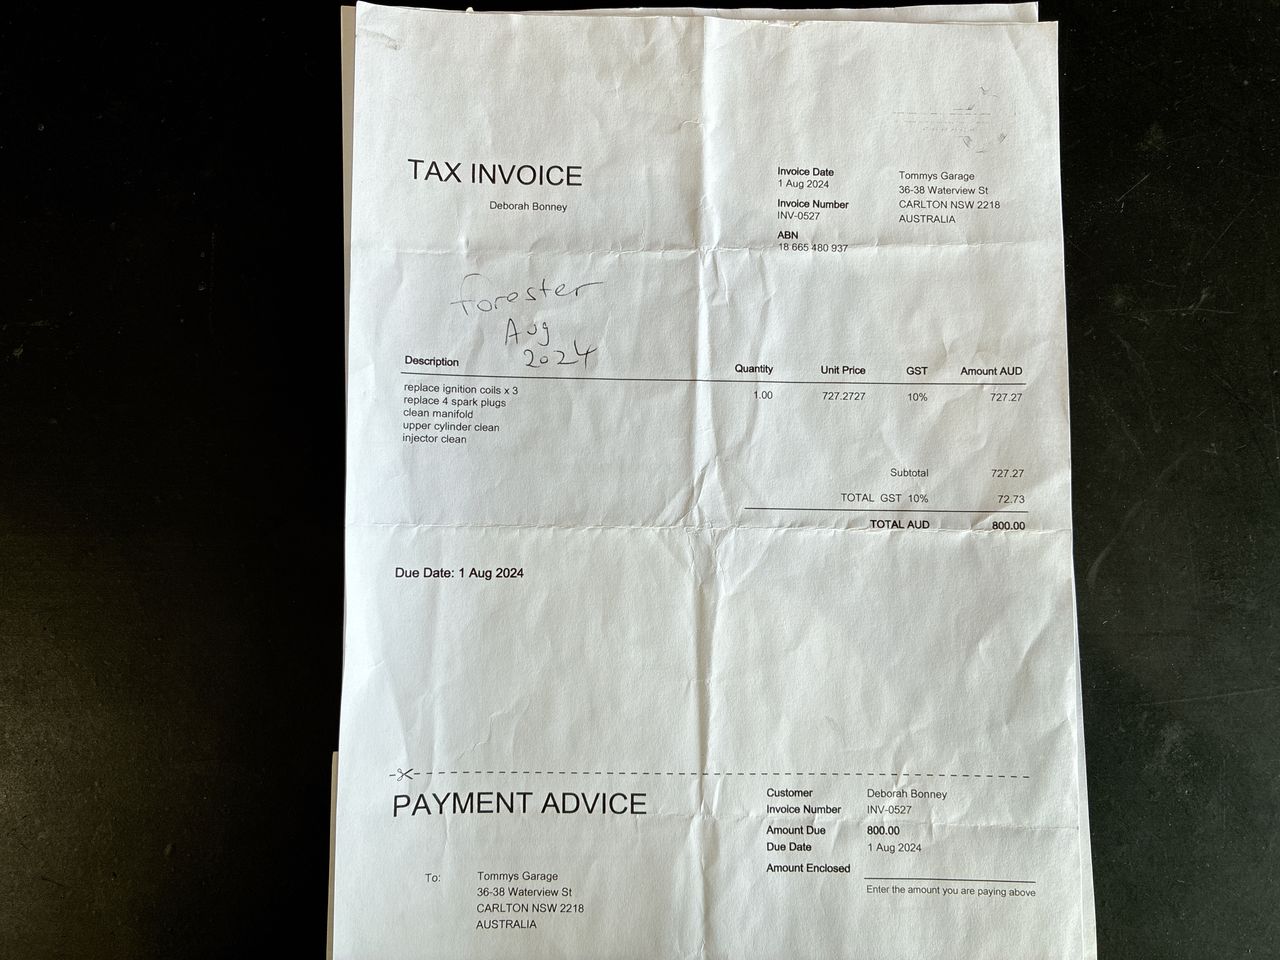 TAX INVOICE
Deborah Bonney
Invoice Date
1 Aug 2024
Invoice Number
INV-0527
ABN
18 665 480 937
Tommys Garage
36-38 Waterview St
CARLTON NSW 2218
AUSTRALIA
Forester
Aug
2024
Description Quantity Unit Price GST Amount AUD
replace ignition coils x 3 1.00 727.2727 10% 727.27
replace 4 spark plugs
clean manifold
upper cylinder clean
injector clean
Subtotal 727.27
TOTAL GST 10% 72.73
TOTAL AUD 800.00
Due Date: 1 Aug 2024
PAYMENT ADVICE
To: Tommys Garage
36-38 Waterview St
CARLTON NSW 2218
AUSTRALIA
Customer Deborah Bonney
Invoice Number INV-0527
Amount Due 800.00
Due Date 1 Aug 2024
Amount Enclosed
Enter the amount you are paying above